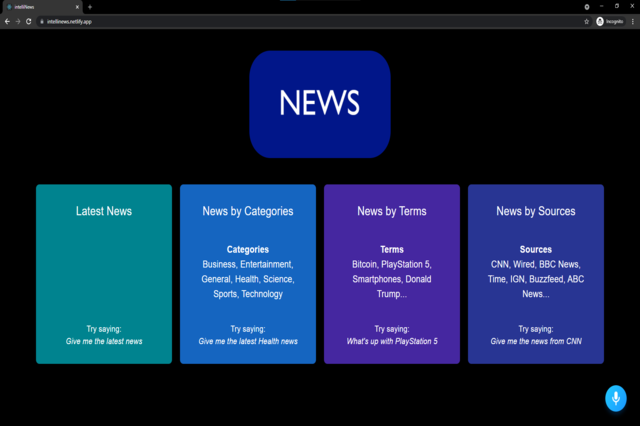 intelliNews
intellinews.netlify.app
Incognito
NEWS
Latest News
Try saying:
Give me the latest news
News by Categories
Categories
Business, Entertainment,
General, Health, Science,
Sports, Technology
Try saying:
Give me the latest Health news
News by Terms
Terms
Bitcoin, PlayStation 5,
Smartphones, Donald
Trump...
Try saying:
What's up with PlayStation 5
News by Sources
Sources
CNN, Wired, BBC News,
Time, IGN, Buzzfeed, ABC
News...
Try saying:
Give me the news from CNN